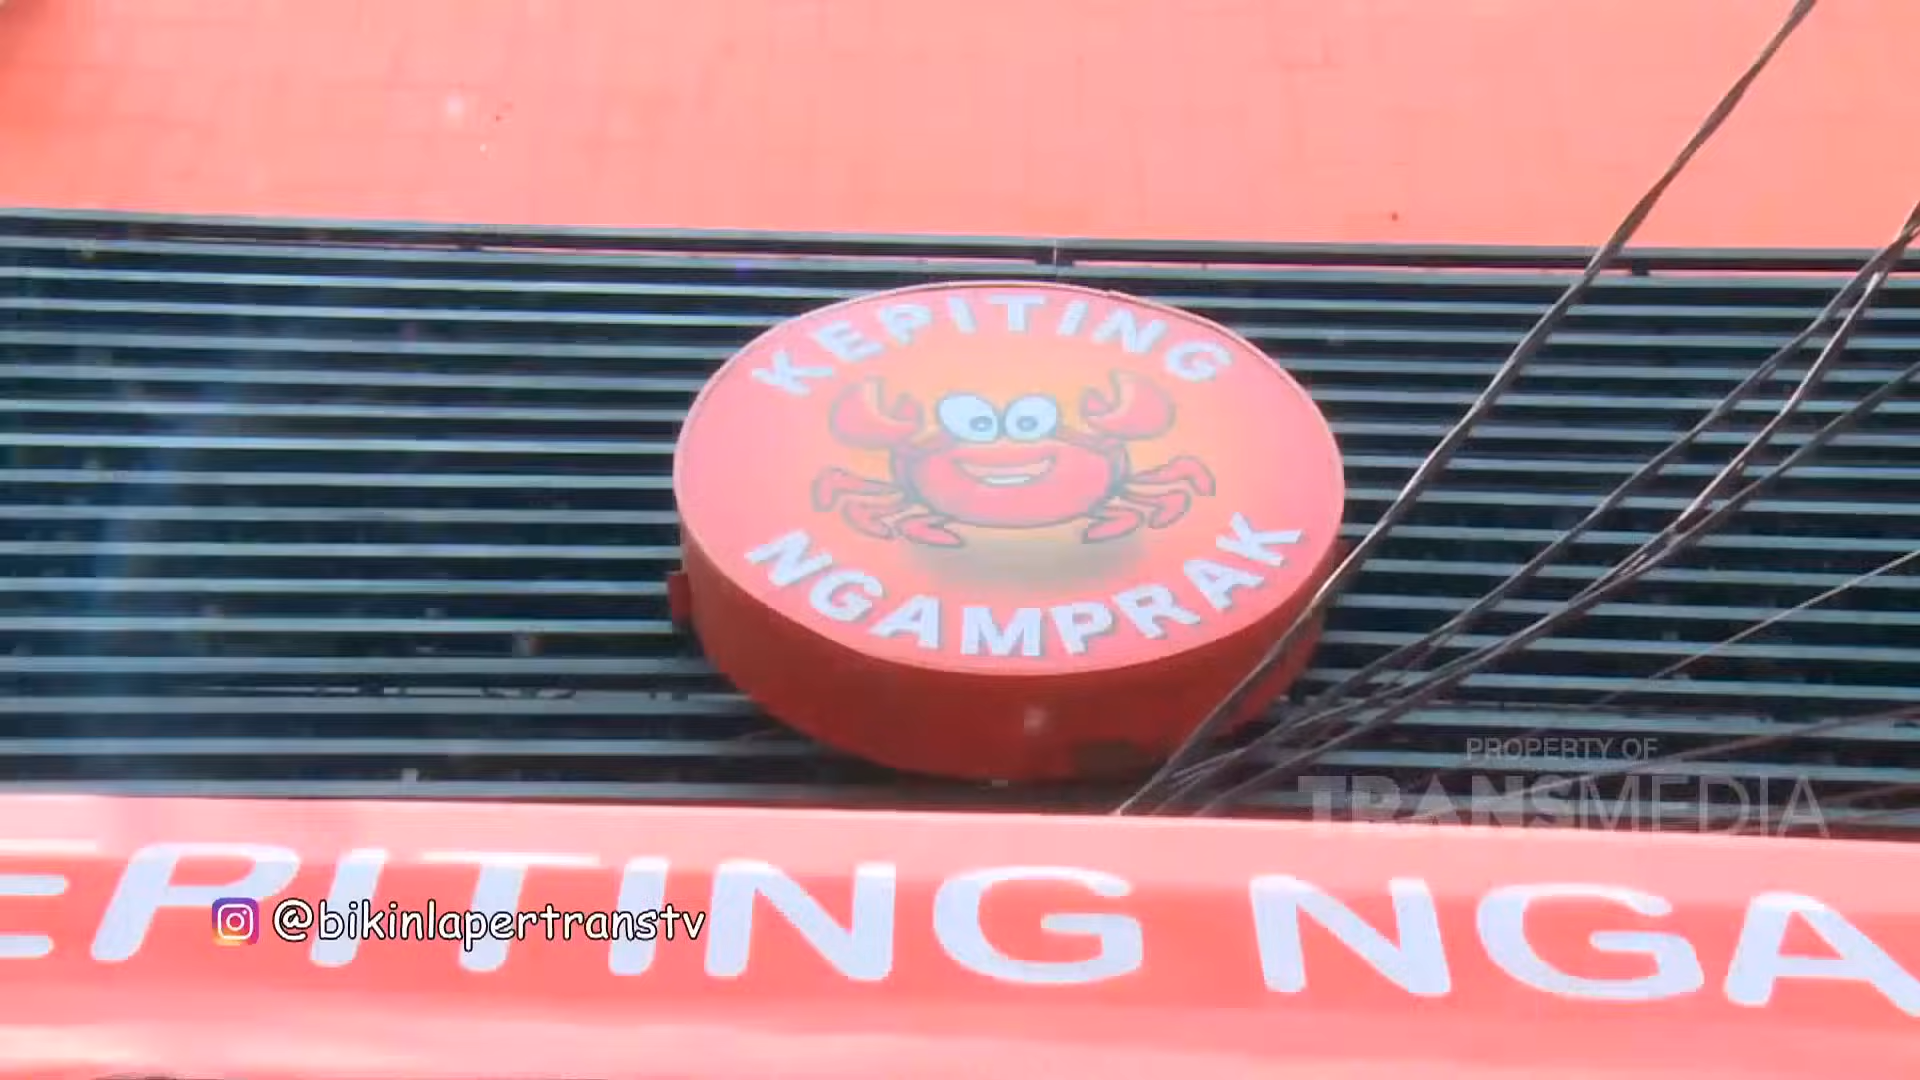 KEPITING
NGAMPRAK
PROPERTY OF
TRANSMEDIA
EPITING NGA
@bikinlapertranstv